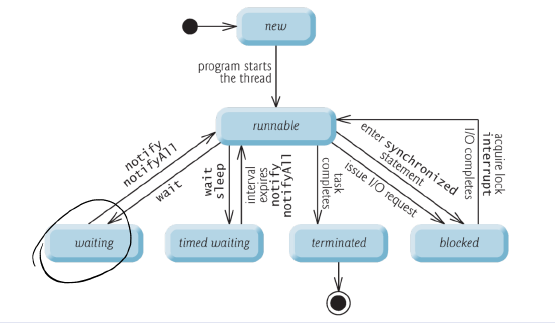 new
program starts
the thread
runnable
notify
notifyAll
wait
wait
sleep
interval
expires
notify
notifyAll
task
completes
enter synchronized
statement
issue I/O request
acquire lock
interrupt
I/O completes
waiting
timed waiting
terminated
blocked